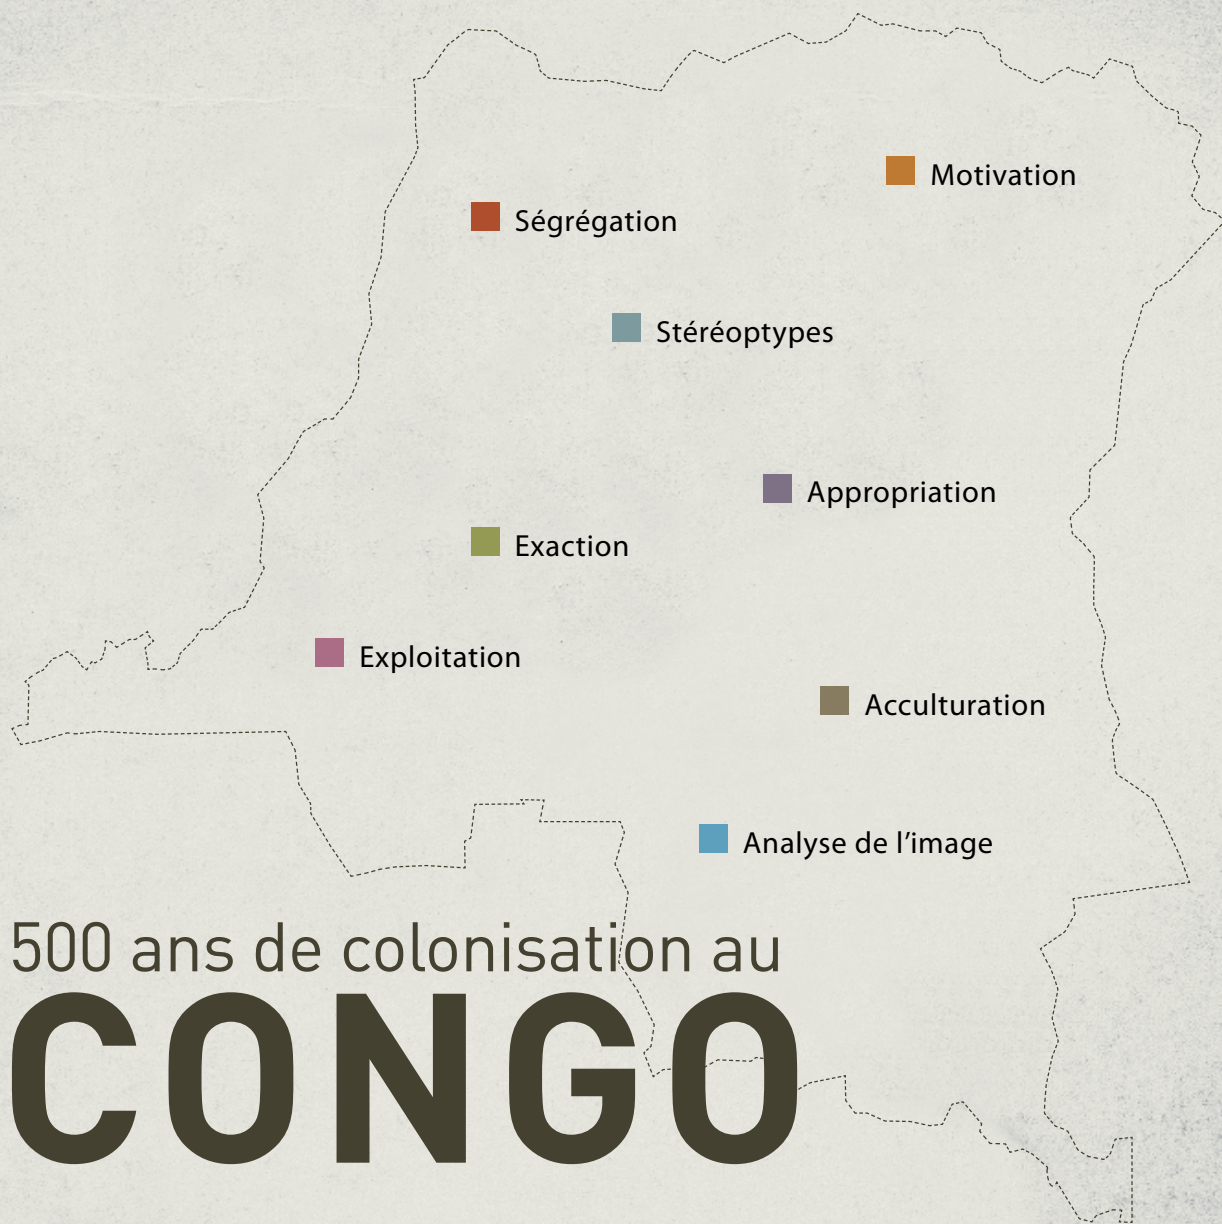 Motivation
Ségrégation
Stéréoptypes
Appropriation
Exaction
Exploitation
Acculturation
Analyse de l’image
500 ans de colonisation au
CONGO